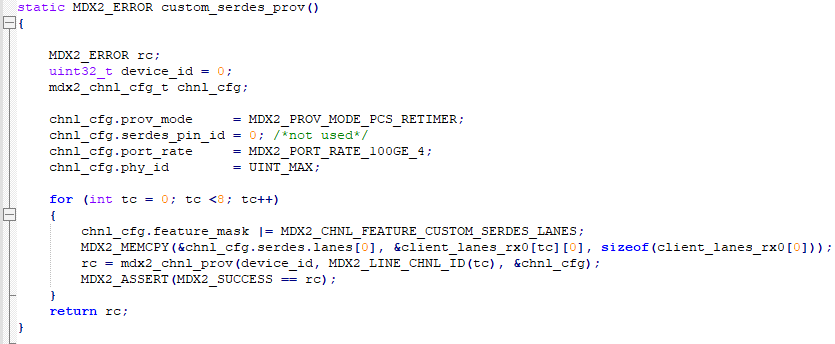 static MDX2_ERROR custom_serdes_prov()
{
MDX2_ERROR rc;
uint32_t device_id = 0;
mdx2_chnl_cfg_t chnl_cfg;
chnl_cfg.prov_mode = MDX2_PROV_MODE_PCS_RETIMER;
chnl_cfg.serdes_pin_id = 0; /*not used*/
chnl_cfg.port_rate = MDX2_PORT_RATE_100GE_4;
chnl_cfg.phy_id = UINT_MAX;
for (int tc = 0; tc <8; tc++)
{
chnl_cfg.feature_mask |= MDX2_CHNL_FEATURE_CUSTOM_SERDES_LANES;
MDX2_MEMCPY(&chnl_cfg.serdes.lanes[0], &client_lanes_rx0[tc][0], sizeof(client_lanes_rx0[0]));
rc = mdx2_chnl_prov(device_id, MDX2_LINE_CHNL_ID(tc), &chnl_cfg);
MDX2_ASSERT(MDX2_SUCCESS == rc);
}
return rc;
}